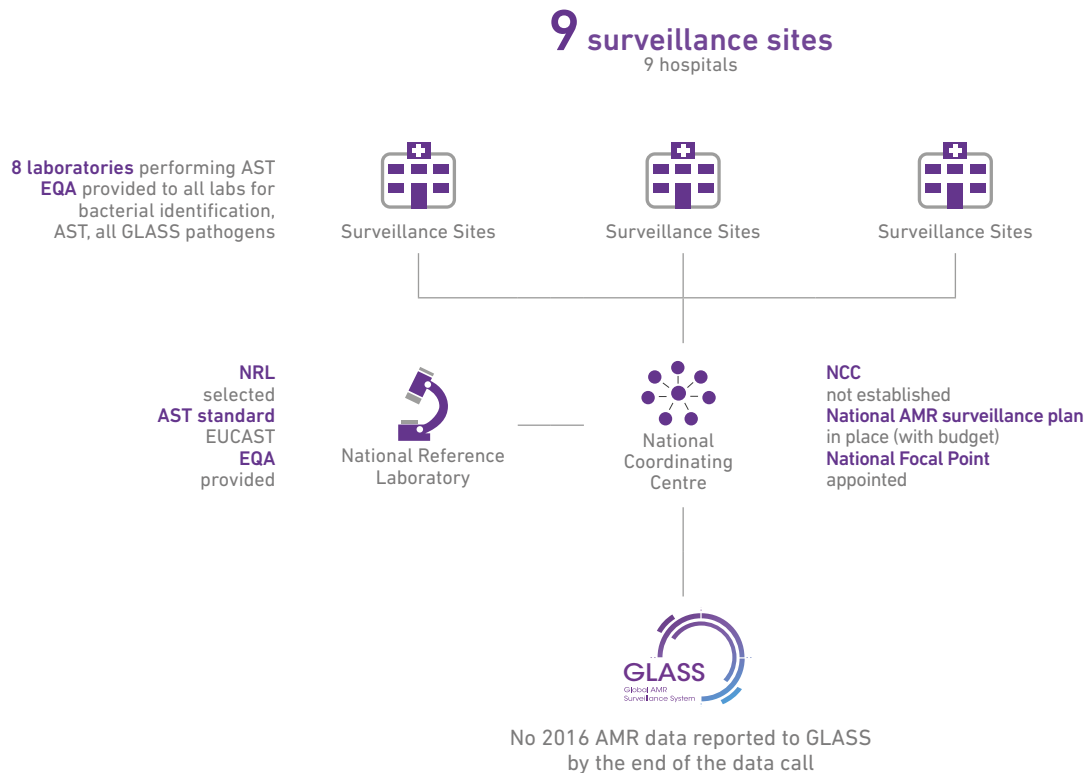 9 surveillance sites
9 hospitals
8 laboratories performing AST
EQA provided to all labs for
bacterial identification,
AST, all GLASS pathogens
Surveillance Sites
Surveillance Sites
Surveillance Sites
NRL
selected
AST standard
EUCAST
EQA
provided
National Reference
Laboratory
National
Coordinating
Centre
NCC
not established
National AMR surveillance plan
in place (with budget)
National Focal Point
appointed
GLASS
Global AMR
Surveillance System
No 2016 AMR data reported to GLASS
by the end of the data call